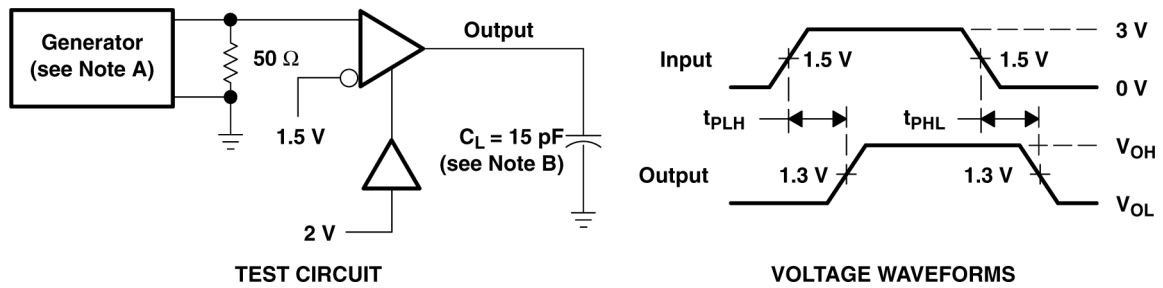 Generator
(see Note A)
50 Ω
1.5 V
Output
C_L = 15 pF
(see Note B)
2 V
TEST CIRCUIT
Input
1.5 V
1.5 V
3 V
0 V
t_PLH
t_PHL
Output
1.3 V
1.3 V
V_OH
V_OL
VOLTAGE WAVEFORMS